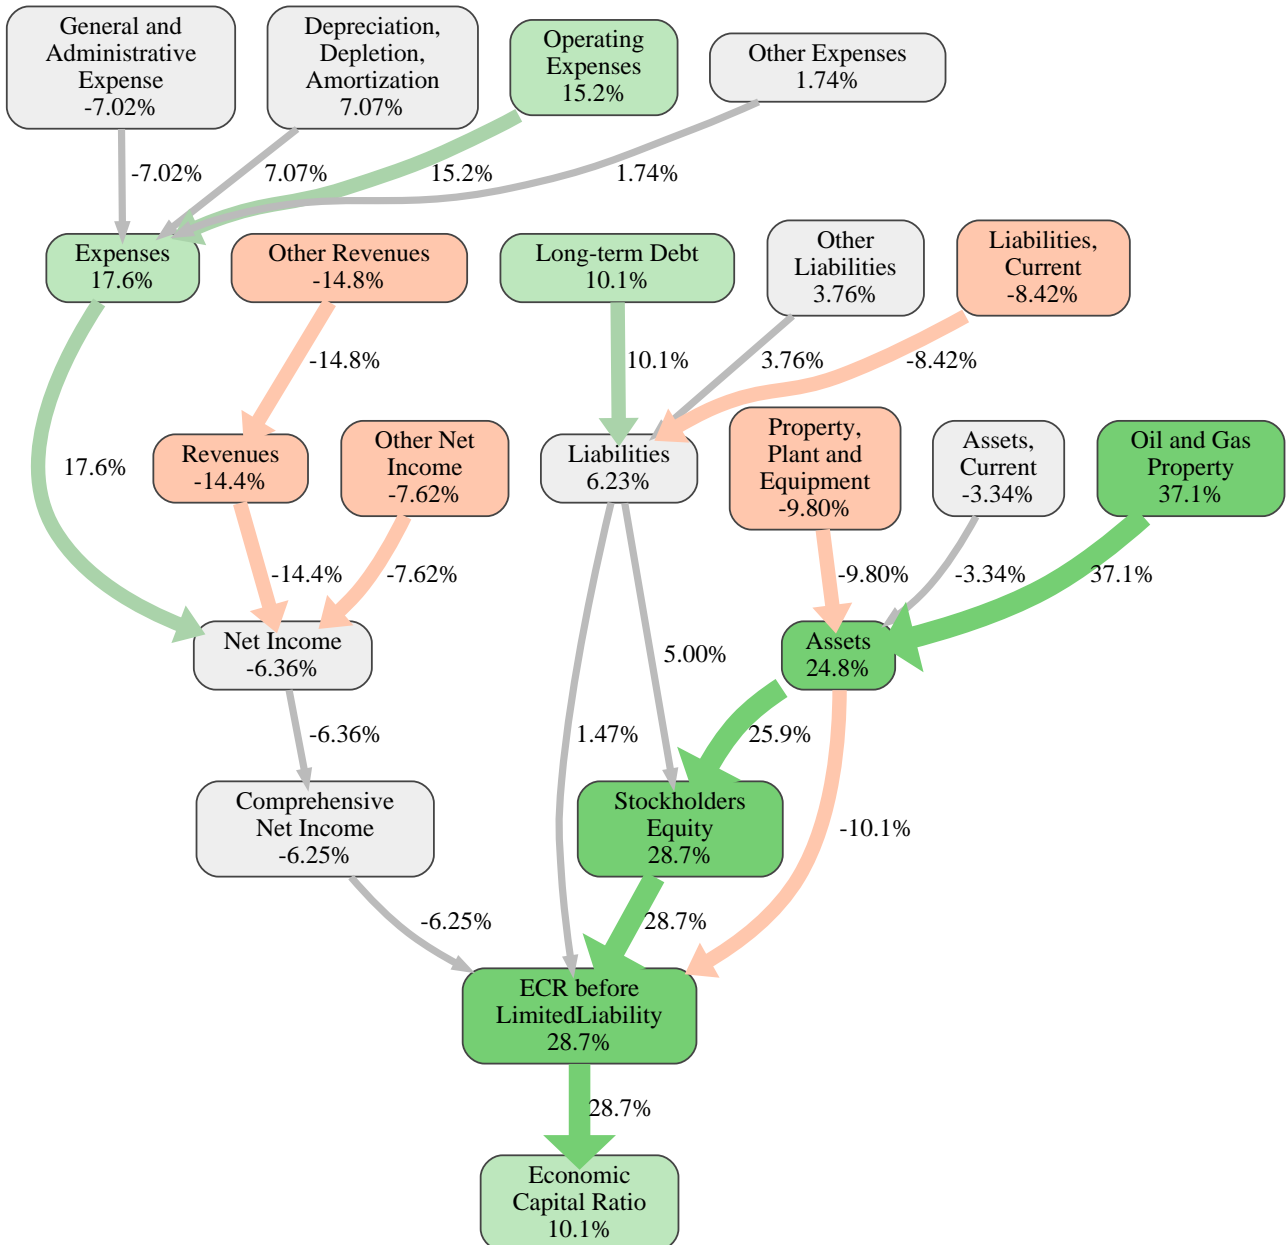 General and
Administrative
Expense
-7.02%
Depreciation,
Depletion,
Amortization
7.07%
Operating
Expenses
15.2%
Other Expenses
1.74%
-7.02%
7.07%
15.2%
1.74%
Expenses
17.6%
Other Revenues
-14.8%
Long-term Debt
10.1%
Other
Liabilities
3.76%
Liabilities,
Current
-8.42%
-14.8%
10.1%
3.76%
-8.42%
17.6%
Revenues
-14.4%
Other Net
Income
-7.62%
Liabilities
6.23%
Property,
Plant and
Equipment
-9.80%
Assets,
Current
-3.34%
Oil and Gas
Property
37.1%
-14.4%
-7.62%
-9.80%
-3.34%
37.1%
Net Income
-6.36%
5.00%
Assets
24.8%
-6.36%
1.47%
25.9%
Comprehensive
Net Income
-6.25%
Stockholders
Equity
28.7%
-10.1%
-6.25%
28.7%
ECR before
LimitedLiability
28.7%
28.7%
Economic
Capital Ratio
10.1%